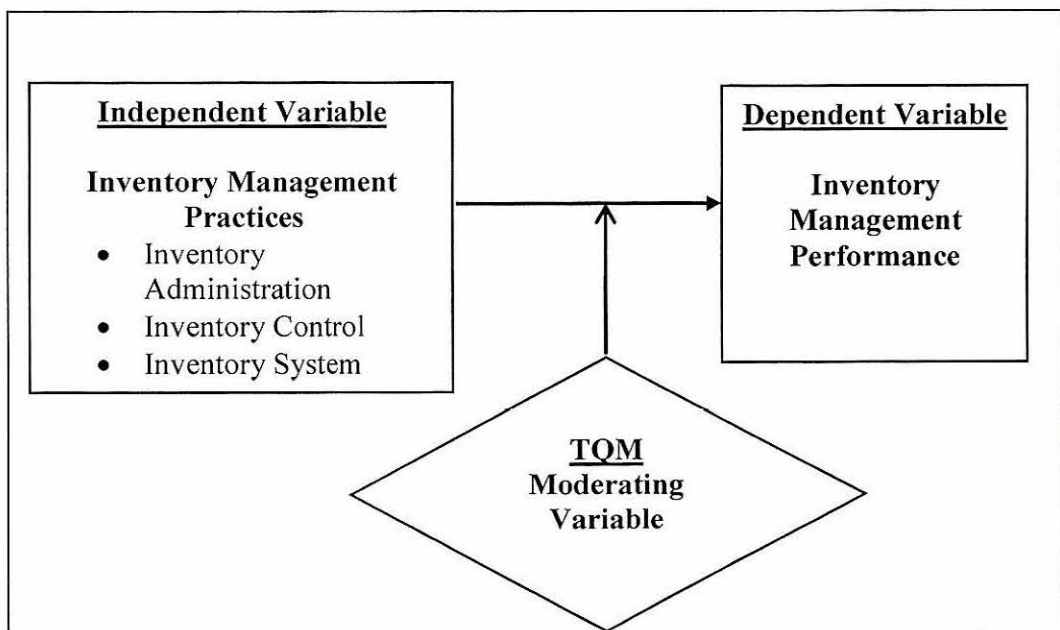 Independent Variable
Inventory Management
Practices
• Inventory
Administration
• Inventory Control
• Inventory System
Dependent Variable
Inventory
Management
Performance
TQM
Moderating
Variable